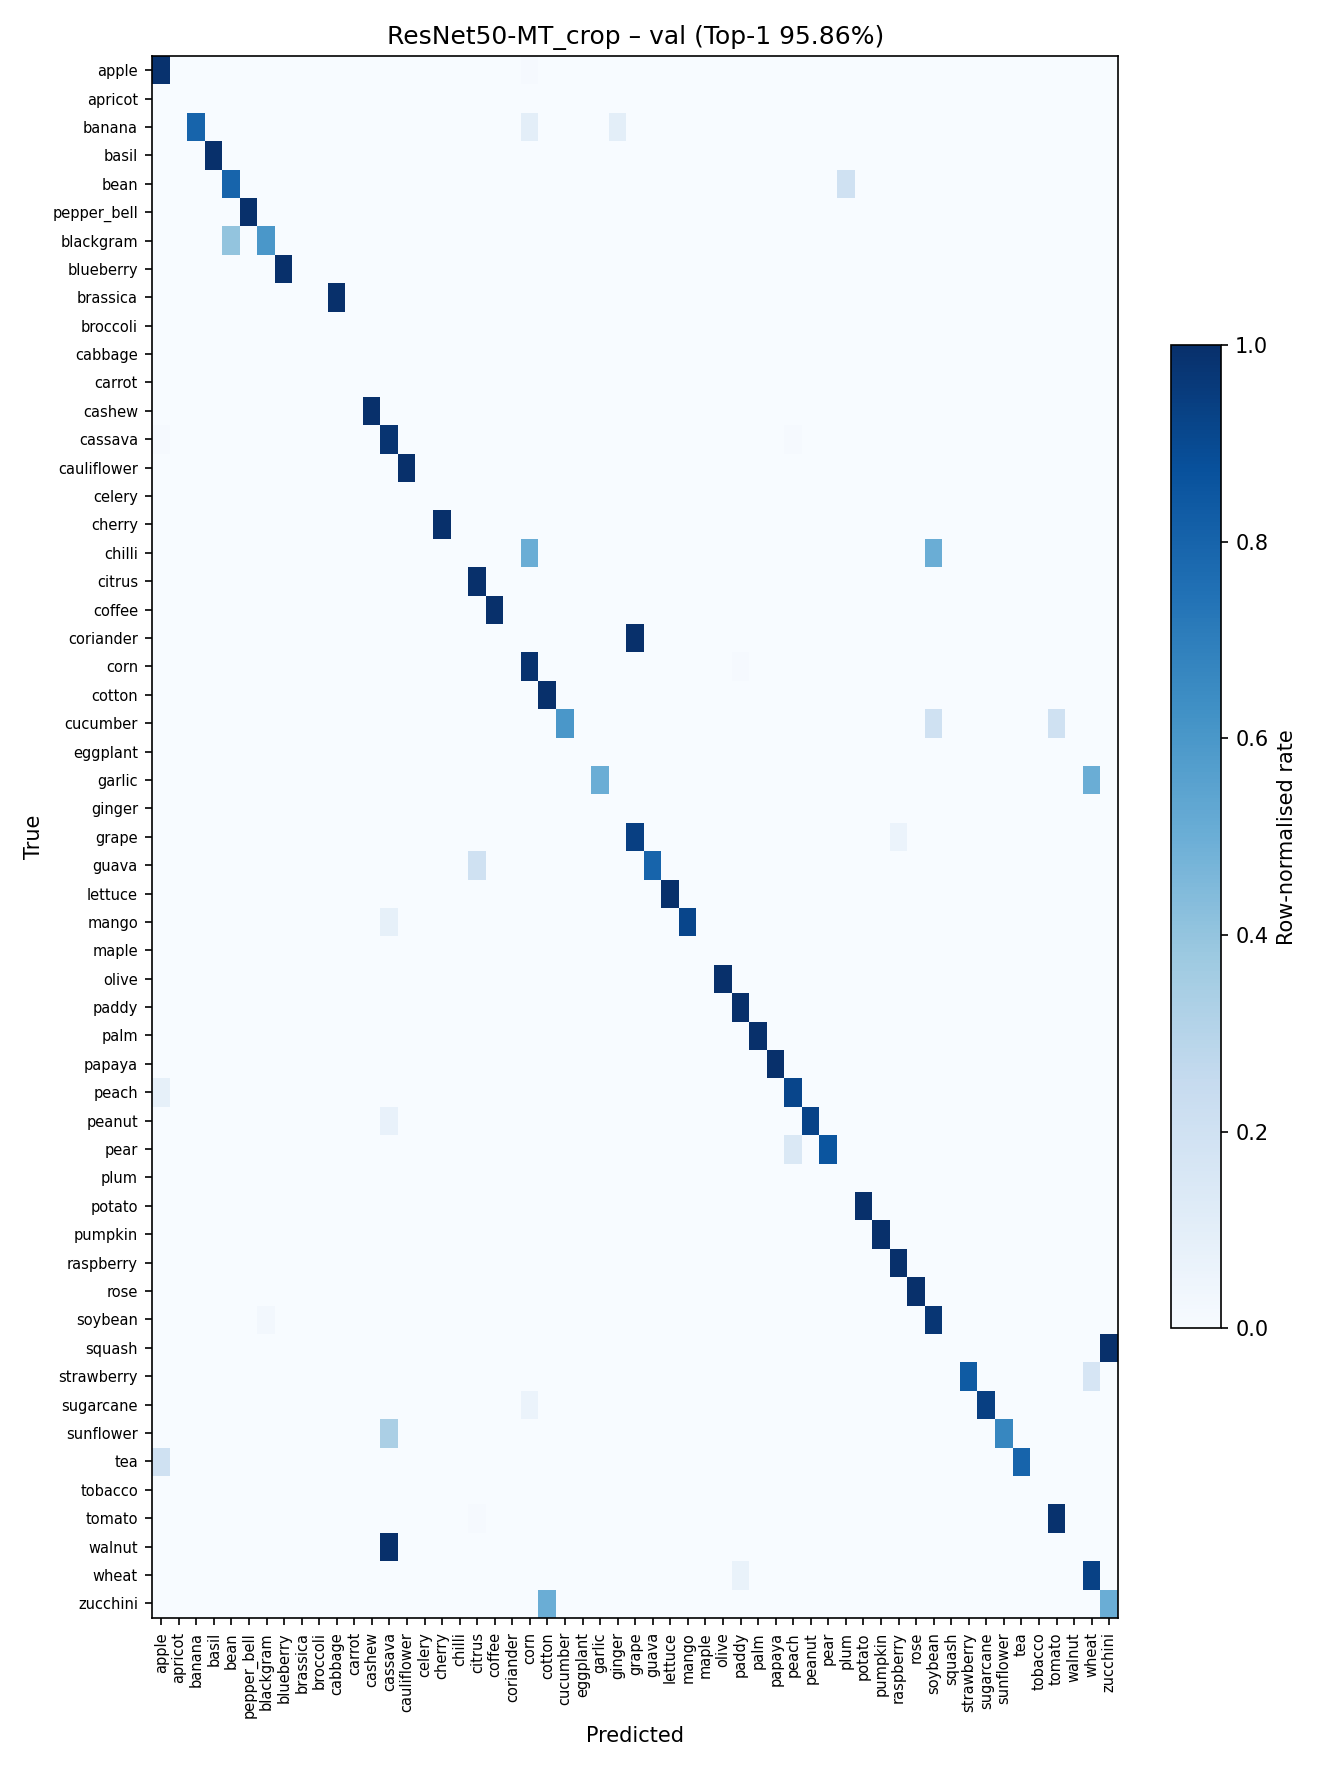 ResNet50-MT_crop – val (Top-1 95.86%)
True
apple
apricot
banana
basil
bean
pepper_bell
blackgram
blueberry
brassica
broccoli
cabbage
carrot
cashew
cassava
cauliflower
celery
cherry
chilli
citrus
coffee
coriander
corn
cotton
cucumber
eggplant
garlic
ginger
grape
guava
lettuce
mango
maple
olive
paddy
palm
papaya
peach
peanut
pear
plum
potato
pumpkin
raspberry
rose
soybean
squash
strawberry
sugarcane
sunflower
tea
tobacco
tomato
walnut
wheat
zucchini
apple
apricot
banana
basil
bean
pepper_bell
blackgram
blueberry
brassica
broccoli
cabbage
carrot
cashew
cassava
cauliflower
celery
cherry
chilli
citrus
coffee
coriander
corn
cotton
cucumber
eggplant
garlic
ginger
grape
guava
lettuce
mango
maple
olive
paddy
palm
papaya
peach
peanut
pear
plum
potato
pumpkin
raspberry
rose
soybean
squash
strawberry
sugarcane
sunflower
tea
tobacco
tomato
walnut
wheat
zucchini
Predicted
1.0
0.8
0.6
0.4
0.2
0.0
Row-normalised rate